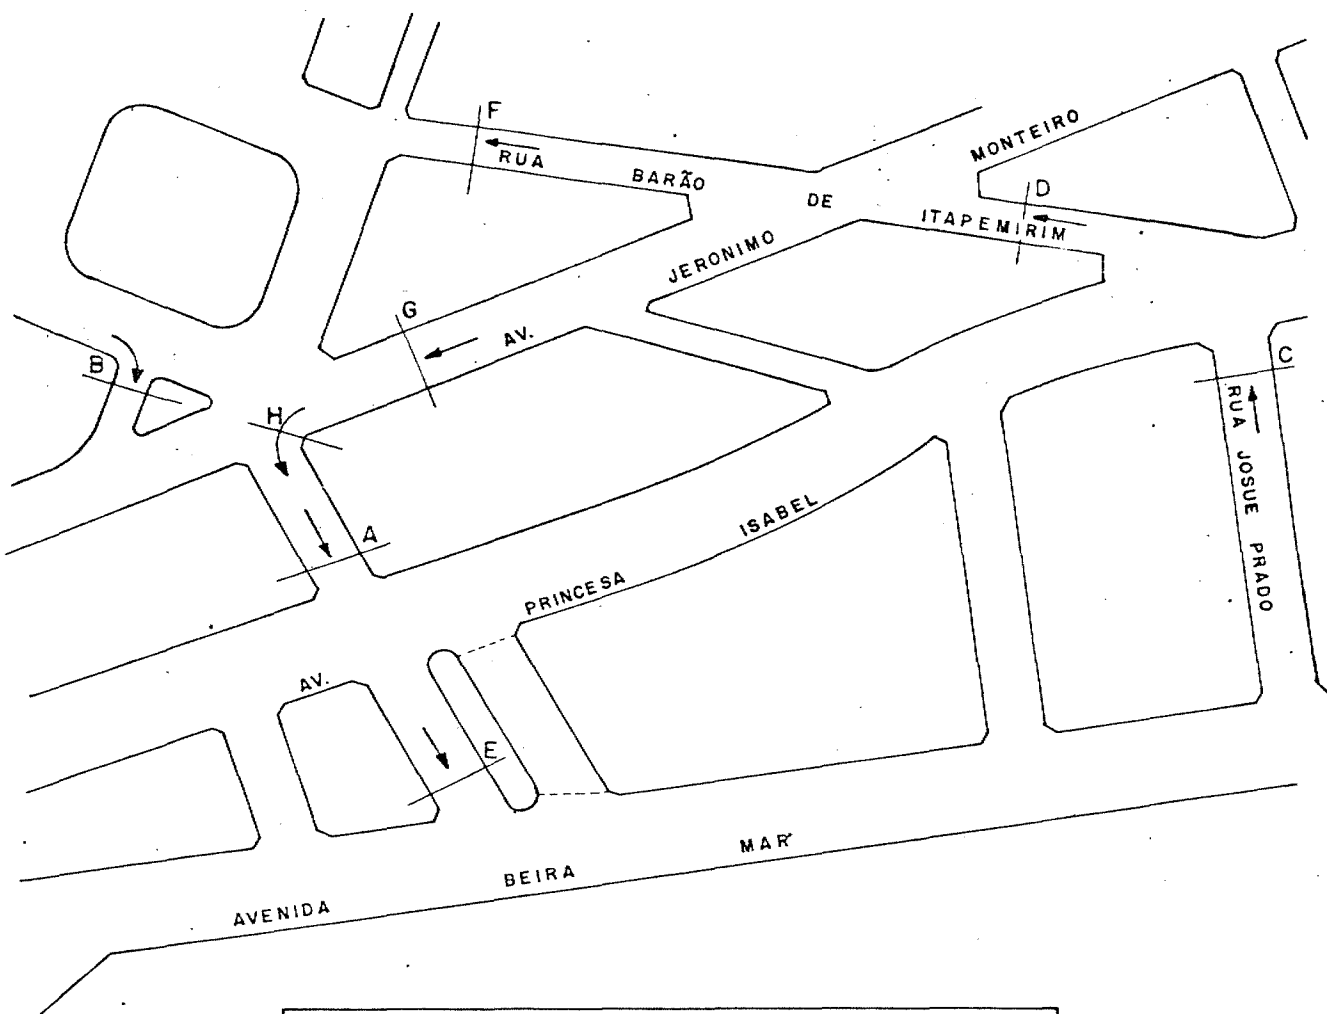 F
RUA BARÃO DE ITAPEMIRIM
D
AV. JERONIMO MONTEIRO
G
B
H
C
RUA JOSUE PRADO
A
AV. PRINCESA ISABEL
E
AVENIDA BEIRA MAR